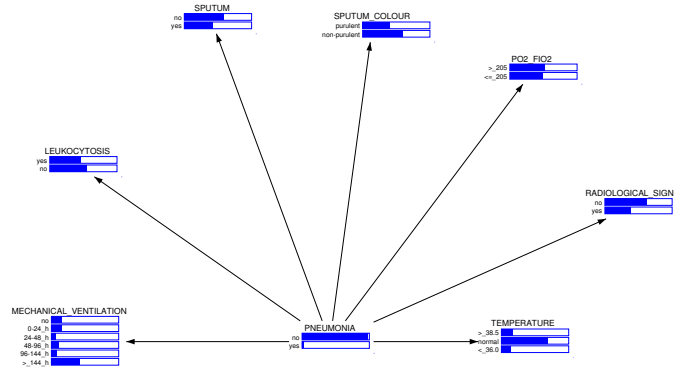 SPUTUM
no
yes
SPUTUM_COLOUR
purulent
non-purulent
PO2_FIO2
>_205
<=_205
LEUKOCYTOSIS
yes
no
RADIOLOGICAL_SIGN
no
yes
MECHANICAL_VENTILATION
no
0-24_h
24-48_h
48-96_h
96-144_h
>_144_h
PNEUMONIA
no
yes
TEMPERATURE
>_38.5
normal
<_36.0